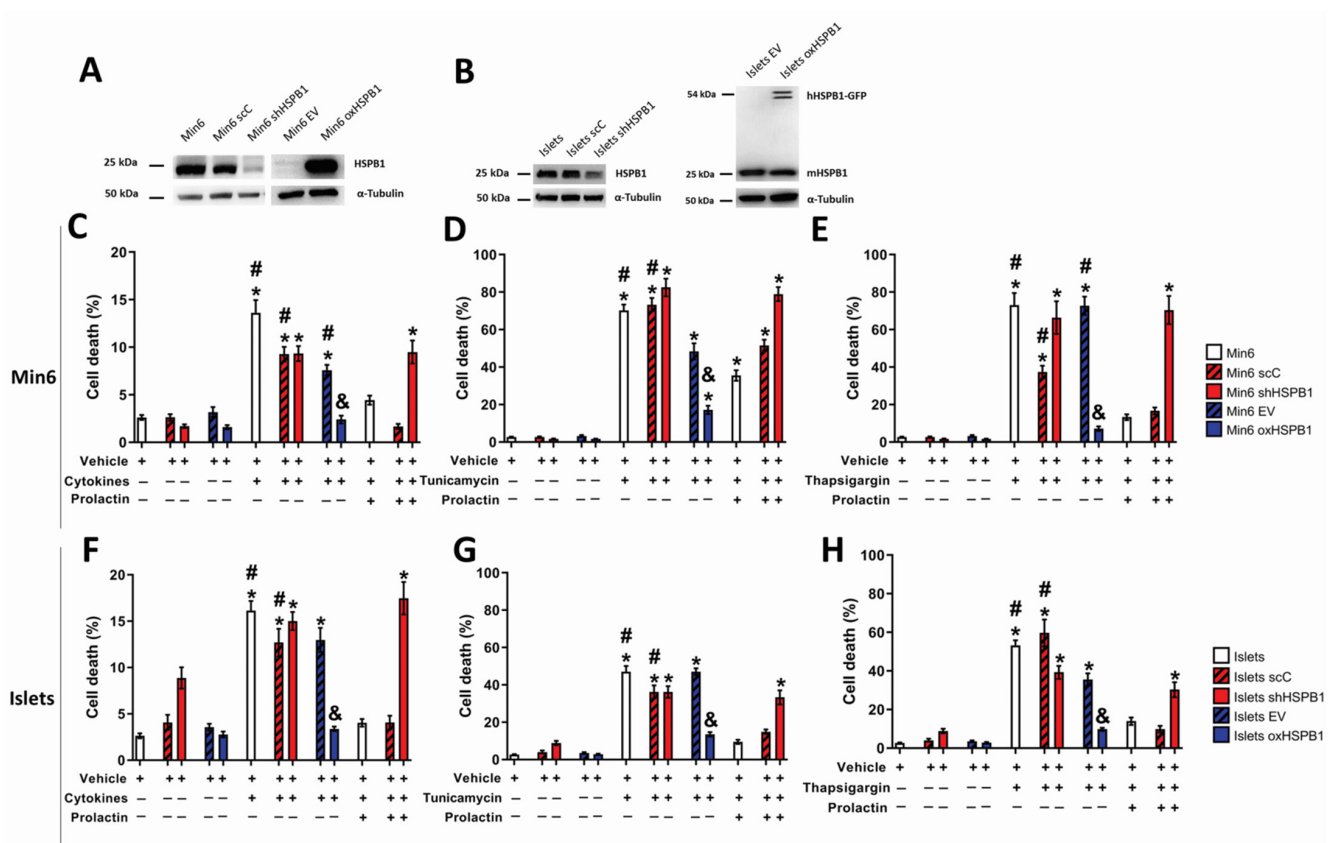 A
Min6
Min6 scC
Min6 shHSPB1
Min6 EV
Min6 oxHSPB1
25 kDa
HSPB1
50 kDa
α-Tubulin
B
Islets
Islets scC
Islets shHSPB1
25 kDa
HSPB1
50 kDa
α-Tubulin
Islets EV
Islets oxHSPB1
54 kDa
hHSPB1-GFP
25 kDa
mHSPB1
50 kDa
α-Tubulin
Min6
C
Cell death (%)
20
15
10
5
0
# * # * * # * & *
Vehicle + + + + + + + + + + + + +
Cytokines – – – – – + + + + + + + +
Prolactin – – – – – – – – – – + + +
D
Cell death (%)
100
80
60
40
20
0
# * # * * * & * * * *
Vehicle + + + + + + + + + + + + +
Tunicamycin – – – – – + + + + + + + +
Prolactin – – – – – – – – – – + + +
E
Cell death (%)
100
80
60
40
20
0
# * # * * # * & *
Vehicle + + + + + + + + + + + + +
Thapsigargin – – – – – + + + + + + + +
Prolactin – – – – – – – – – – + + +
Min6
Min6 scC
Min6 shHSPB1
Min6 EV
Min6 oxHSPB1
Islets
F
Cell death (%)
20
15
10
5
0
# * # * * * & *
Vehicle + + + + + + + + + + + + +
Cytokines – – – – – + + + + + + + +
Prolactin – – – – – – – – – – + + +
G
Cell death (%)
100
80
60
40
20
0
# * # * * * & *
Vehicle + + + + + + + + + + + + +
Tunicamycin – – – – – + + + + + + + +
Prolactin – – – – – – – – – – + + +
H
Cell death (%)
100
80
60
40
20
0
# * # * * * & *
Vehicle + + + + + + + + + + + + +
Thapsigargin – – – – – + + + + + + + +
Prolactin – – – – – – – – – – + + +
Islets
Islets scC
Islets shHSPB1
Islets EV
Islets oxHSPB1